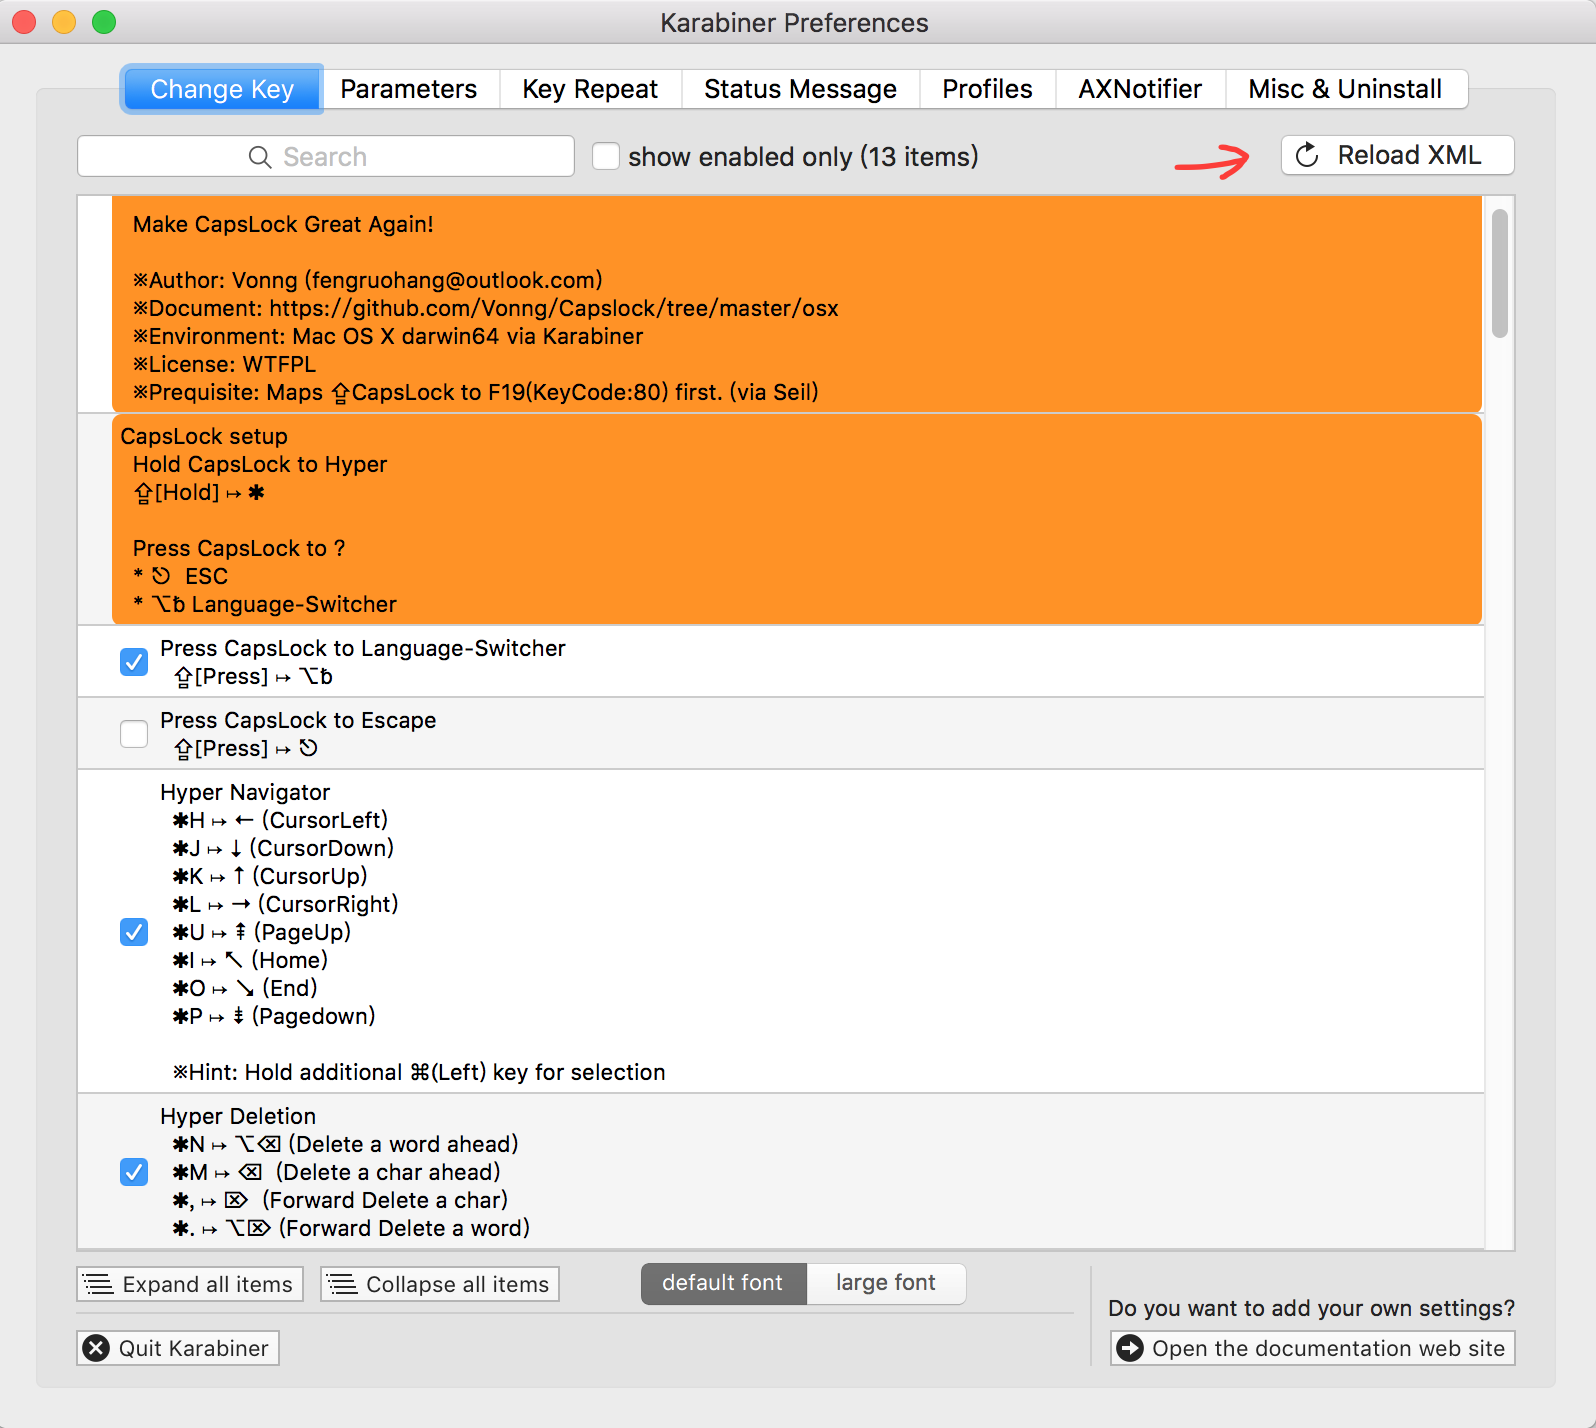 Karabiner Preferences
Change Key Parameters Key Repeat Status Message Profiles AXNotifier Misc & Uninstall
Search show enabled only (13 items) Reload XML
Make CapsLock Great Again!
※Author: Vonng (fengruohang@outlook.com)
※Document: https://github.com/Vonng/Capslock/tree/master/osx
※Environment: Mac OS X darwin64 via Karabiner
※License: WTFPL
※Prequisite: Maps ⇪CapsLock to F19(KeyCode:80) first. (via Seil)
CapsLock setup
Hold CapsLock to Hyper
⇪[Hold] ↦ ✱
Press CapsLock to ?
* ⎋ ESC
* ⌥␢ Language-Switcher
Press CapsLock to Language-Switcher
⇪[Press] ↦ ⌥␢
Press CapsLock to Escape
⇪[Press] ↦ ⎋
Hyper Navigator
✱H ↦ ← (CursorLeft)
✱J ↦ ↓ (CursorDown)
✱K ↦ ↑ (CursorUp)
✱L ↦ → (CursorRight)
✱U ↦ ⇞ (PageUp)
✱I ↦ ↖ (Home)
✱O ↦ ↘ (End)
✱P ↦ ⇟ (Pagedown)
※Hint: Hold additional ⌘(Left) key for selection
Hyper Deletion
✱N ↦ ⌥⌫ (Delete a word ahead)
✱M ↦ ⌫ (Delete a char ahead)
✱, ↦ ⌦ (Forward Delete a char)
✱. ↦ ⌥⌦ (Forward Delete a word)
Expand all items Collapse all items default font large font
Do you want to add your own settings?
Quit Karabiner Open the documentation web site